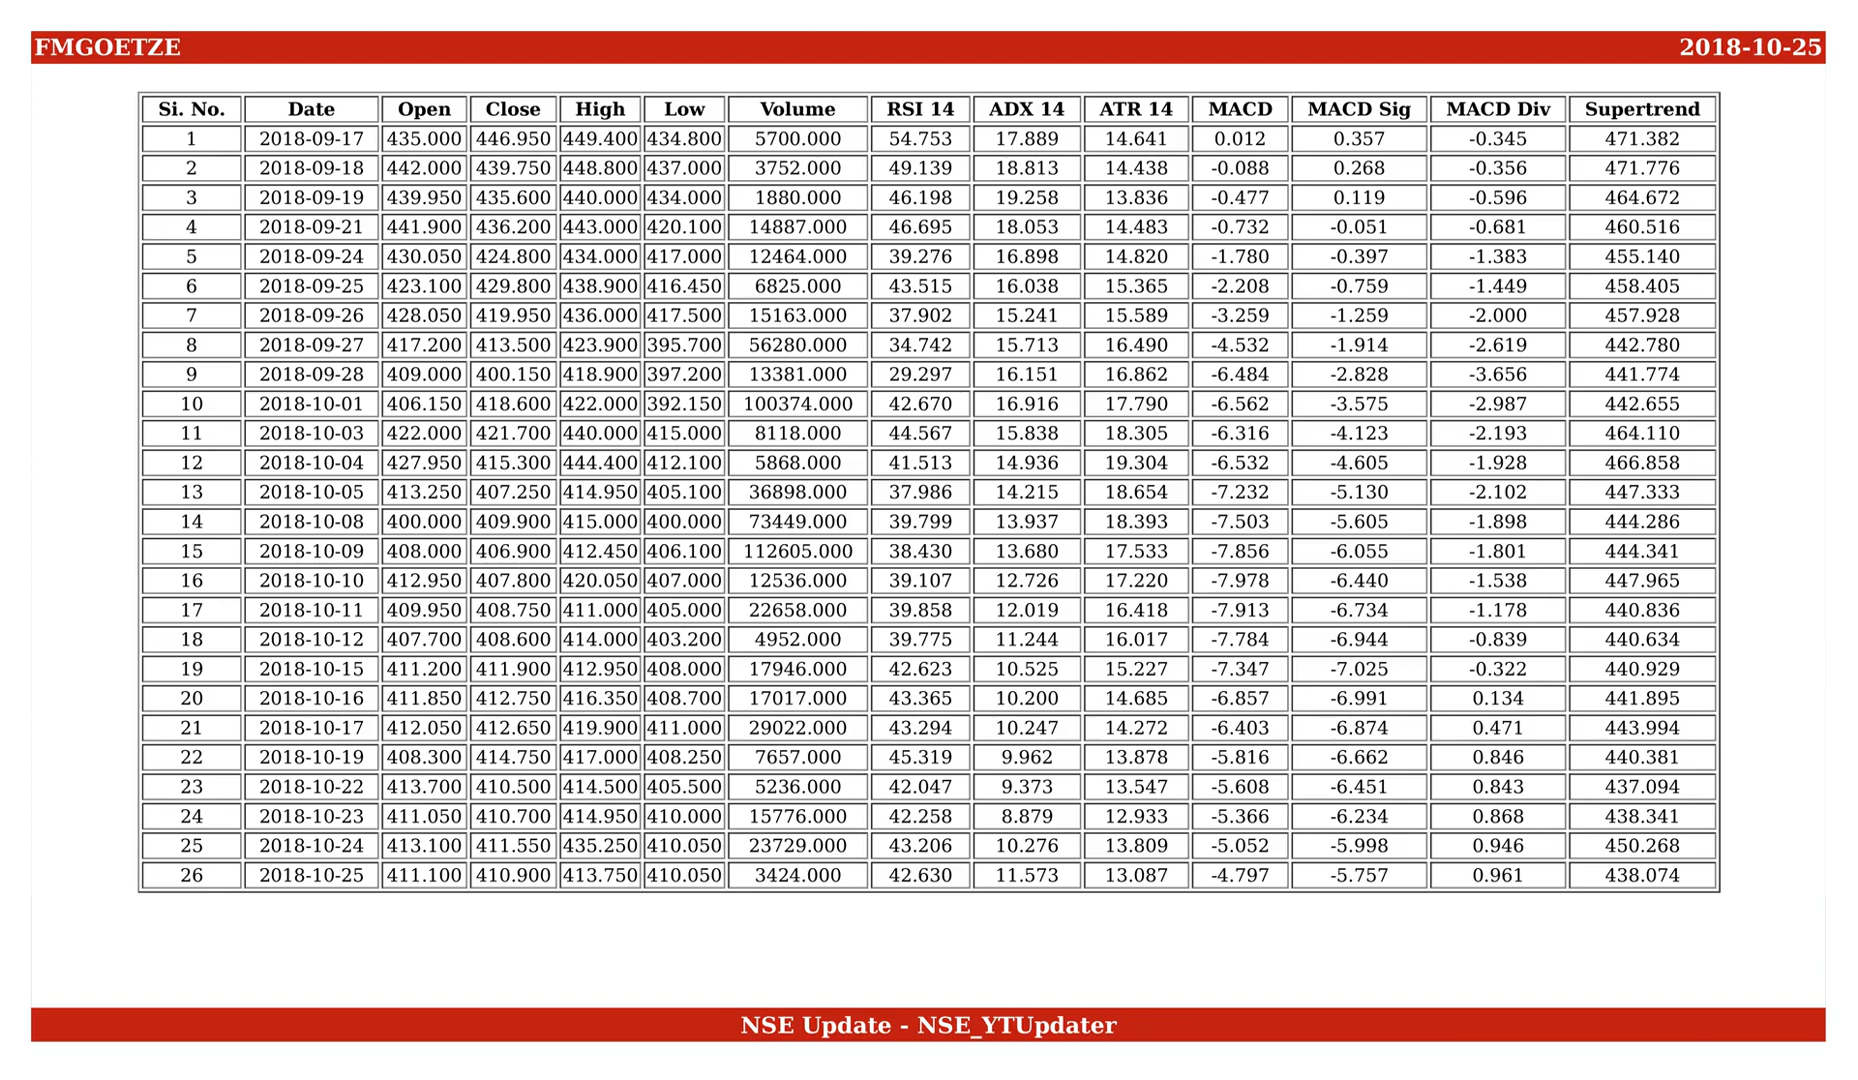 FMGOETZE 2018-10-25
Si. No. Date Open Close High Low Volume RSI 14 ADX 14 ATR 14 MACD MACD Sig MACD Div Supertrend
1 2018-09-17 435.000 446.950 449.400 434.800 5700.000 54.753 17.889 14.641 0.012 0.357 -0.345 471.382
2 2018-09-18 442.000 439.750 448.800 437.000 3752.000 49.139 18.813 14.438 -0.088 0.268 -0.356 471.776
3 2018-09-19 439.950 435.600 440.000 434.000 1880.000 46.198 19.258 13.836 -0.477 0.119 -0.596 464.672
4 2018-09-21 441.900 436.200 443.000 420.100 14887.000 46.695 18.053 14.483 -0.732 -0.051 -0.681 460.516
5 2018-09-24 430.050 424.800 434.000 417.000 12464.000 39.276 16.898 14.820 -1.780 -0.397 -1.383 455.140
6 2018-09-25 423.100 429.800 438.900 416.450 6825.000 43.515 16.038 15.365 -2.208 -0.759 -1.449 458.405
7 2018-09-26 428.050 419.950 436.000 417.500 15163.000 37.902 15.241 15.589 -3.259 -1.259 -2.000 457.928
8 2018-09-27 417.200 413.500 423.900 395.700 56280.000 34.742 15.713 16.490 -4.532 -1.914 -2.619 442.780
9 2018-09-28 409.000 400.150 418.900 397.200 13381.000 29.297 16.151 16.862 -6.484 -2.828 -3.656 441.774
10 2018-10-01 406.150 418.600 422.000 392.150 100374.000 42.670 16.916 17.790 -6.562 -3.575 -2.987 442.655
11 2018-10-03 422.000 421.700 440.000 415.000 8118.000 44.567 15.838 18.305 -6.316 -4.123 -2.193 464.110
12 2018-10-04 427.950 415.300 444.400 412.100 5868.000 41.513 14.936 19.304 -6.532 -4.605 -1.928 466.858
13 2018-10-05 413.250 407.250 414.950 405.100 36898.000 37.986 14.215 18.654 -7.232 -5.130 -2.102 447.333
14 2018-10-08 400.000 409.900 415.000 400.000 73449.000 39.799 13.937 18.393 -7.503 -5.605 -1.898 444.286
15 2018-10-09 408.000 406.900 412.450 406.100 112605.000 38.430 13.680 17.533 -7.856 -6.055 -1.801 444.341
16 2018-10-10 412.950 407.800 420.050 407.000 12536.000 39.107 12.726 17.220 -7.978 -6.440 -1.538 447.965
17 2018-10-11 409.950 408.750 411.000 405.000 22658.000 39.858 12.019 16.418 -7.913 -6.734 -1.178 440.836
18 2018-10-12 407.700 408.600 414.000 403.200 4952.000 39.775 11.244 16.017 -7.784 -6.944 -0.839 440.634
19 2018-10-15 411.200 411.900 412.950 408.000 17946.000 42.623 10.525 15.227 -7.347 -7.025 -0.322 440.929
20 2018-10-16 411.850 412.750 416.350 408.700 17017.000 43.365 10.200 14.685 -6.857 -6.991 0.134 441.895
21 2018-10-17 412.050 412.650 419.900 411.000 29022.000 43.294 10.247 14.272 -6.403 -6.874 0.471 443.994
22 2018-10-19 408.300 414.750 417.000 408.250 7657.000 45.319 9.962 13.878 -5.816 -6.662 0.846 440.381
23 2018-10-22 413.700 410.500 414.500 405.500 5236.000 42.047 9.373 13.547 -5.608 -6.451 0.843 437.094
24 2018-10-23 411.050 410.700 414.950 410.000 15776.000 42.258 8.879 12.933 -5.366 -6.234 0.868 438.341
25 2018-10-24 413.100 411.550 435.250 410.050 23729.000 43.206 10.276 13.809 -5.052 -5.998 0.946 450.268
26 2018-10-25 411.100 410.900 413.750 410.050 3424.000 42.630 11.573 13.087 -4.797 -5.757 0.961 438.074
NSE Update - NSE_YTUpdater